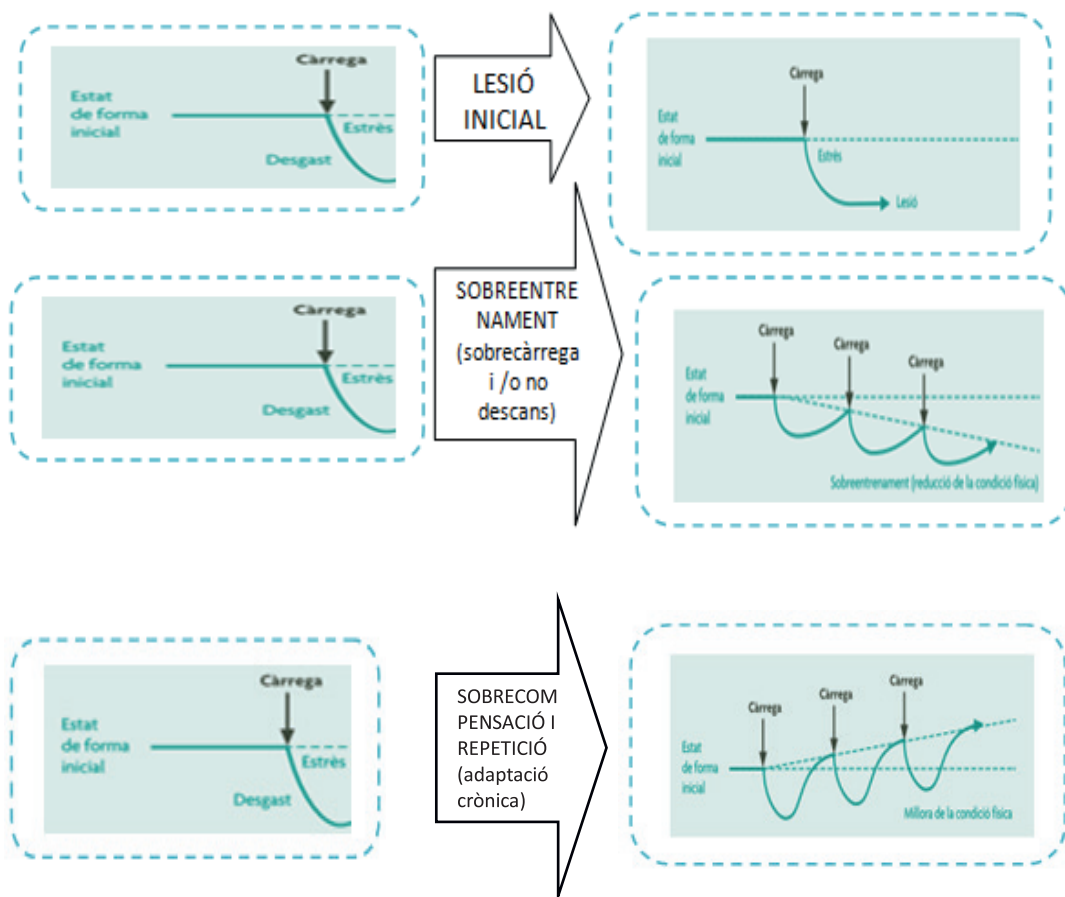 Càrrega
Estat
de forma
inicial
Estrès
Desgast
LESIÓ
INICIAL
Càrrega
Estat
de forma
inicial
Estrès
Lesió
Càrrega
Estat
de forma
inicial
Estrès
Desgast
SOBREENTRE
NAMENT
(sobrecàrrega
i /o no
descans)
Càrrega
Càrrega
Càrrega
Estat
de forma
inicial
Sobreentrenament (reducció de la condició física)
Càrrega
Estat
de forma
inicial
Estrès
Desgast
SOBRECOM
PENSACIÓ I
REPETICIÓ
(adaptació
crònica)
Càrrega
Càrrega
Càrrega
Estat
de forma
inicial
Millora de la condició física